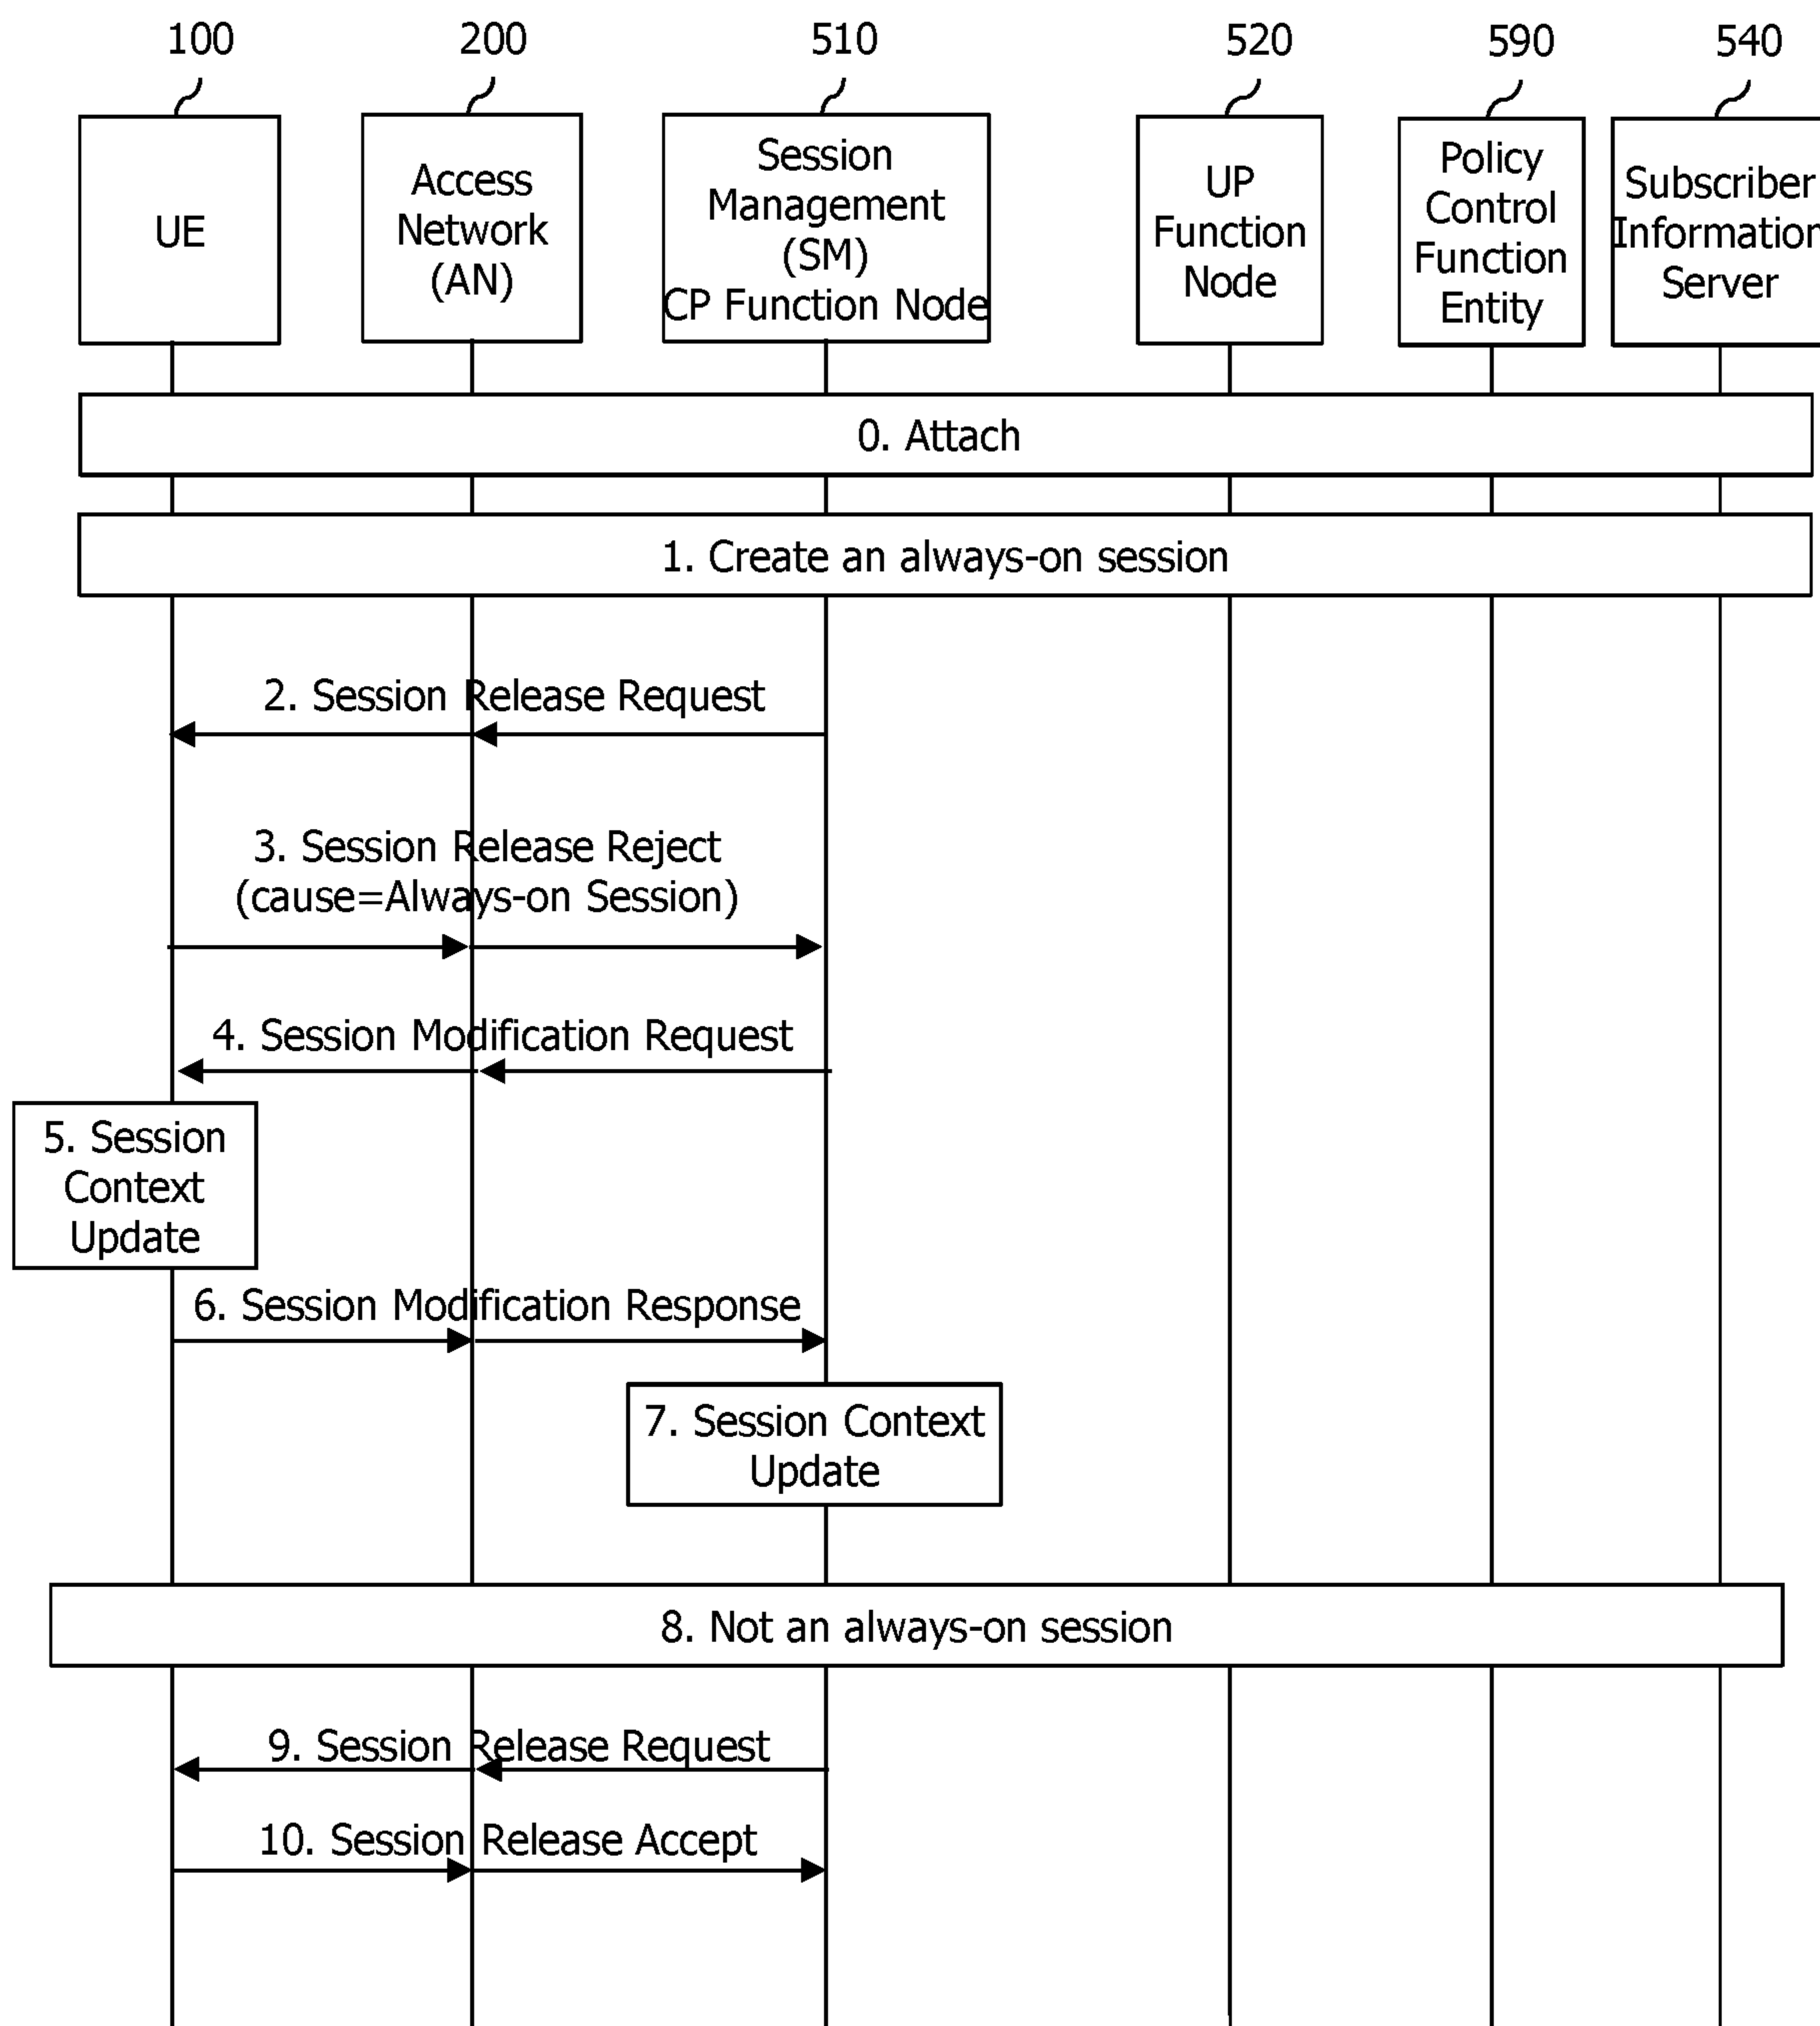 100
200
510
520
590
540
UE
Access
Network
(AN)
Session
Management
(SM)
CP Function Node
UP
Function
Node
Policy
Control
Function
Entity
Subscriber
Information
Server
0. Attach
1. Create an always-on session
2. Session Release Request
3. Session Release Reject
(cause=Always-on Session)
4. Session Modification Request
5. Session
Context
Update
6. Session Modification Response
7. Session Context
Update
8. Not an always-on session
9. Session Release Request
10. Session Release Accept